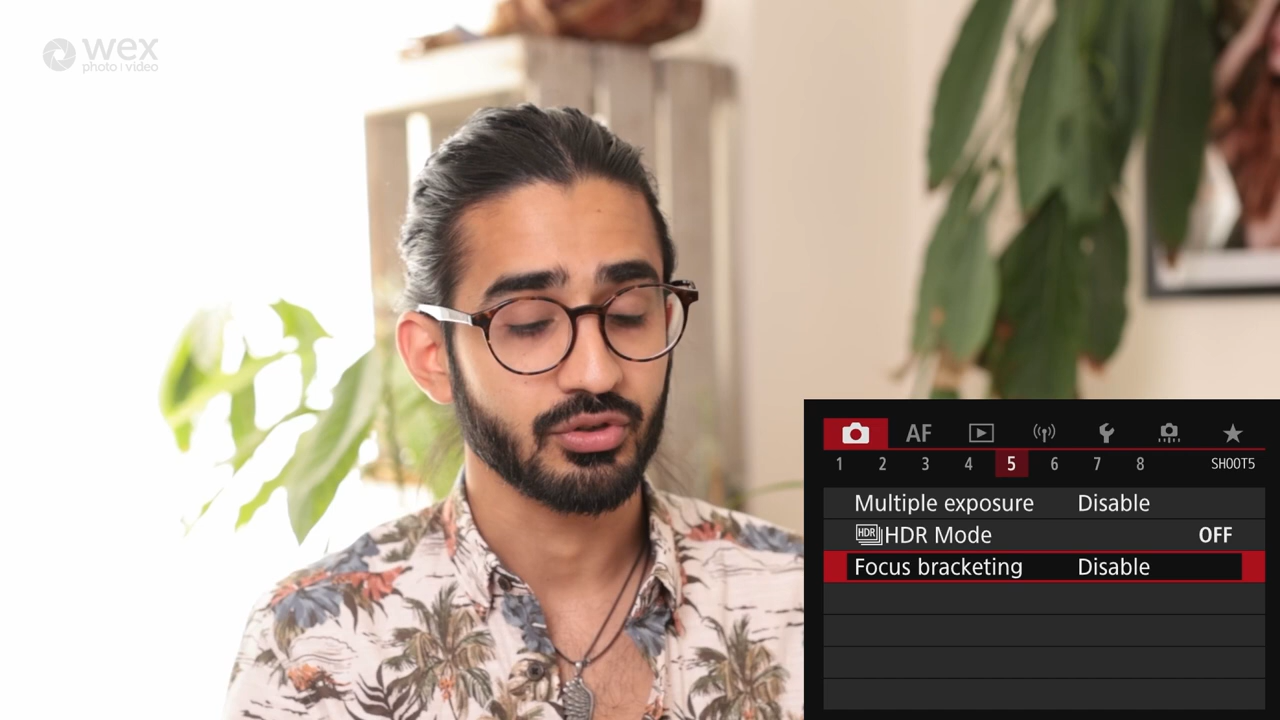 wex
photo | video
AF
1 2 3 4 5 6 7 8 SHOOT5
Multiple exposure Disable
HDR HDR Mode OFF
Focus bracketing Disable